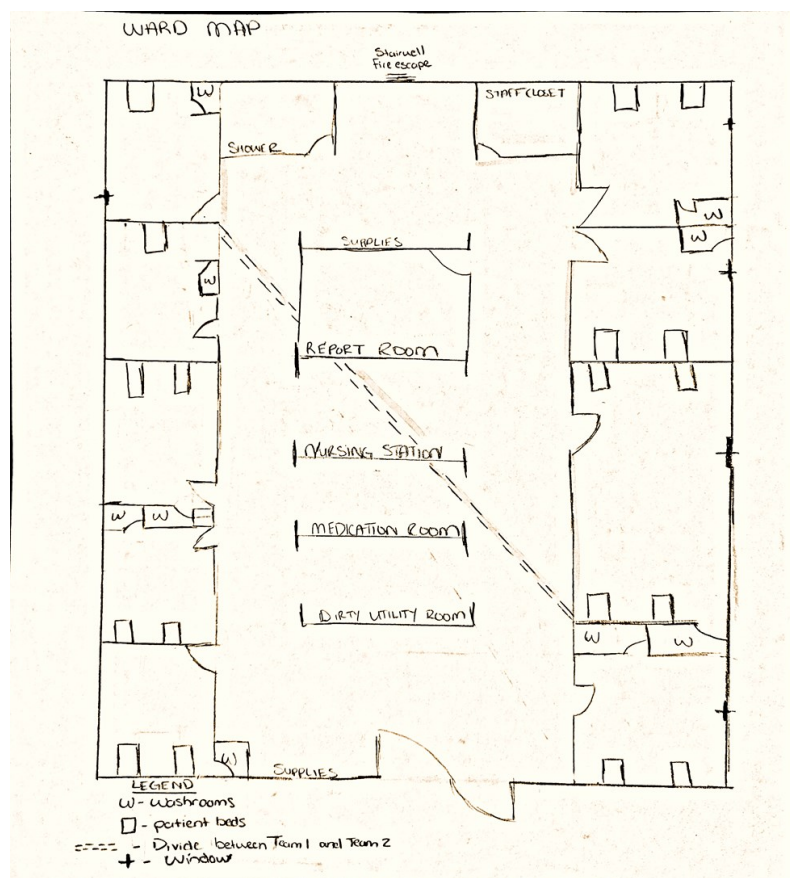 WARD MAP
Stairwell
Fire escape
W
STAFF CLOSET
SHOWER
W
W
SUPPLIES
W
REPORT ROOM
NURSING STATION
W W
MEDICATION ROOM
DIRTY UTILITY ROOM
W W
W
SUPPLIES
LEGEND
W - Washrooms
- patient beds
- Divide between Team 1 and Team 2
- Window